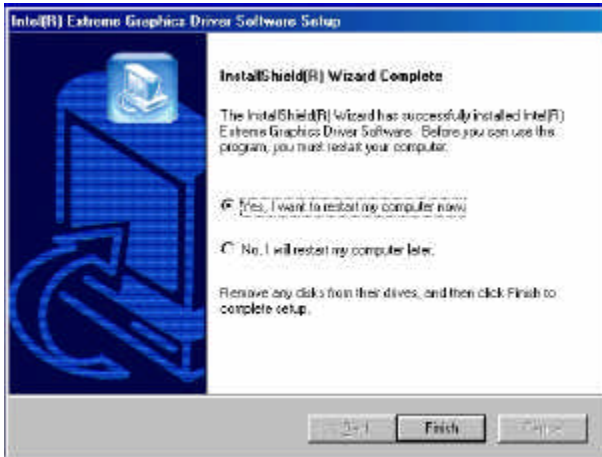 Intel(R) Extreme Graphics Driver Software Setup
InstallShield(R) Wizard Complete
The InstallShield(R) Wizard has successfully installed Intel(R)
Extreme Graphics Driver Software. Before you can use the
program, you must restart your computer.
Yes, I want to restart my computer now.
No, I will restart my computer later.
Remove any disks from their drives, and then click Finish to
complete setup.
< Back
Finish
Cancel